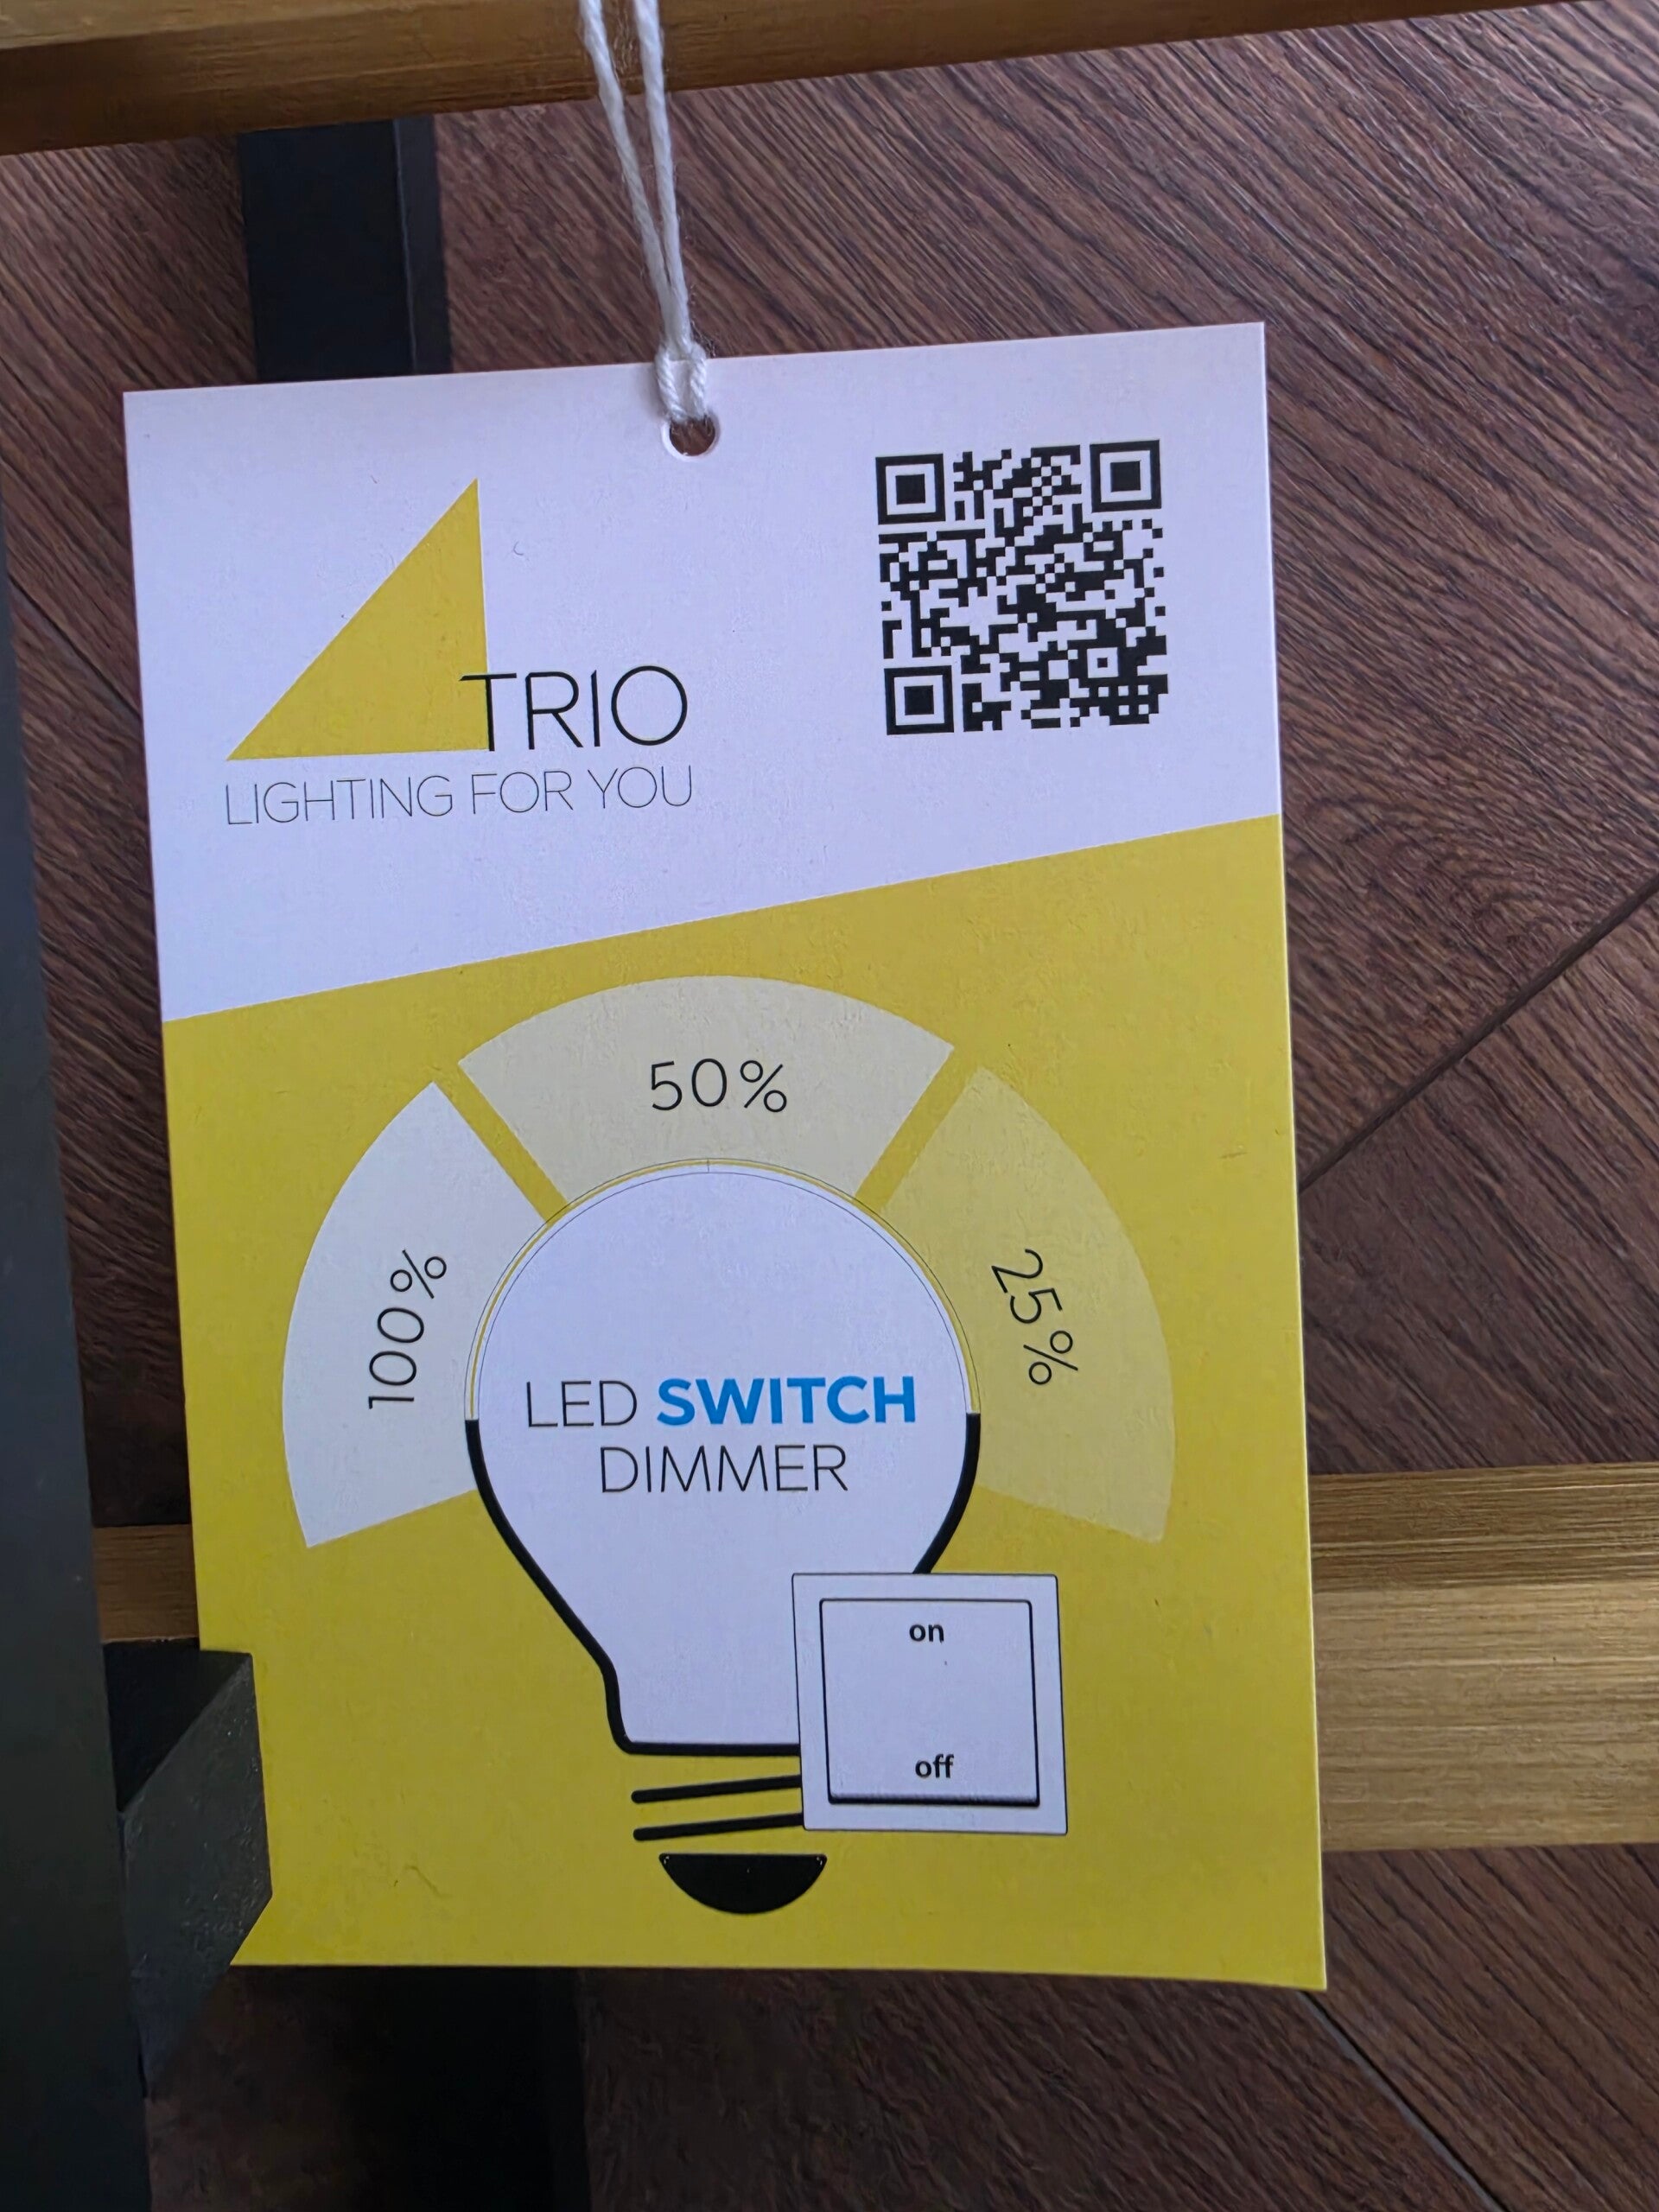 TRIO
LIGHTING FOR YOU
50%
100%
25%
LED SWITCH
DIMMER
on
off